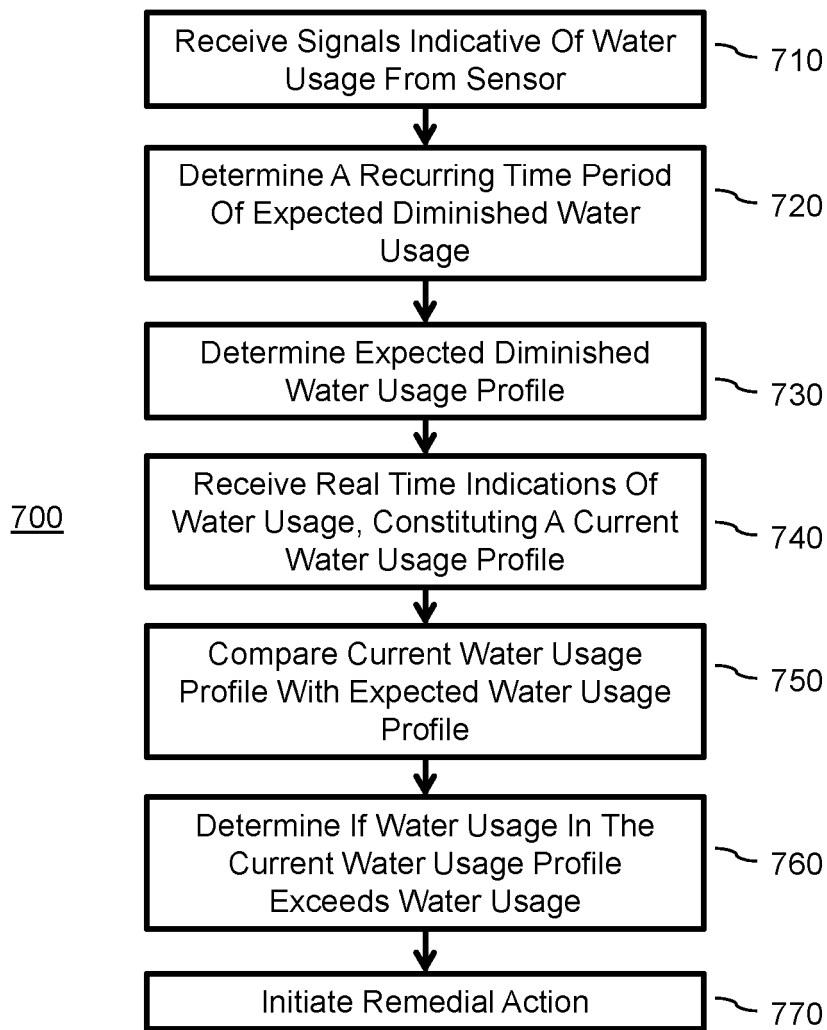 Receive Signals Indicative Of Water
Usage From Sensor
710
Determine A Recurring Time Period
Of Expected Diminished Water
Usage
720
Determine Expected Diminished
Water Usage Profile
730
700
Receive Real Time Indications Of
Water Usage, Constituting A Current
Water Usage Profile
740
Compare Current Water Usage
Profile With Expected Water Usage
Profile
750
Determine If Water Usage In The
Current Water Usage Profile
Exceeds Water Usage
760
Initiate Remedial Action
770